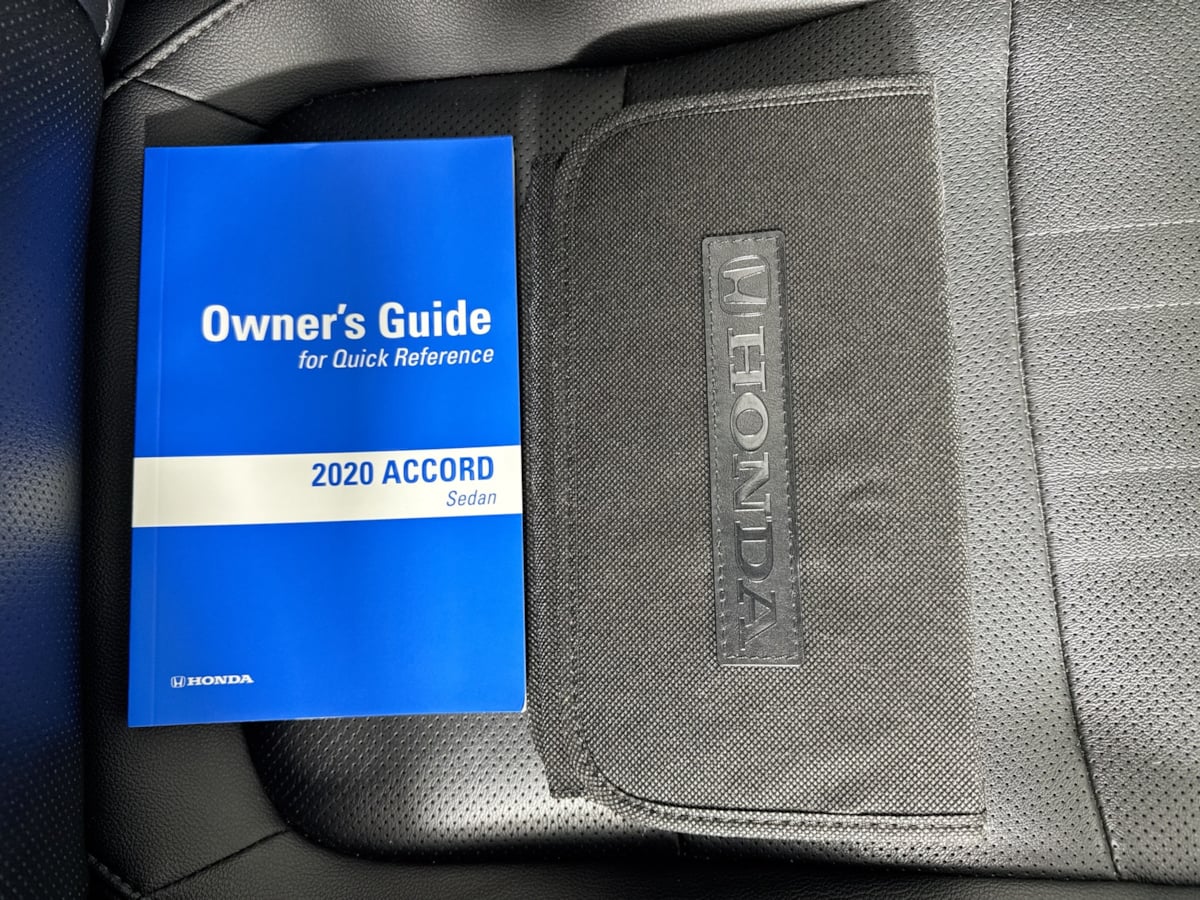 Owner's Guide
for Quick Reference
2020 ACCORD
Sedan
HONDA
HONDA